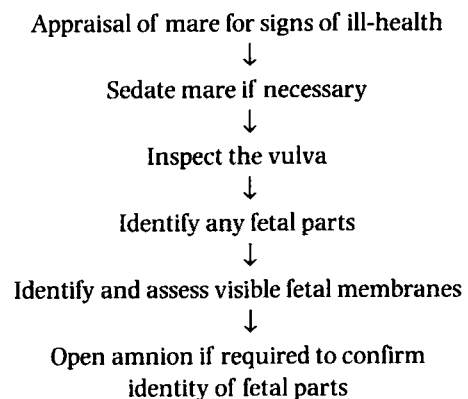 Appraisal of mare for signs of ill-health
↓
Sedate mare if necessary
↓
Inspect the vulva
↓
Identify any fetal parts
↓
Identify and assess visible fetal membranes
↓
Open amnion if required to confirm
identity of fetal parts